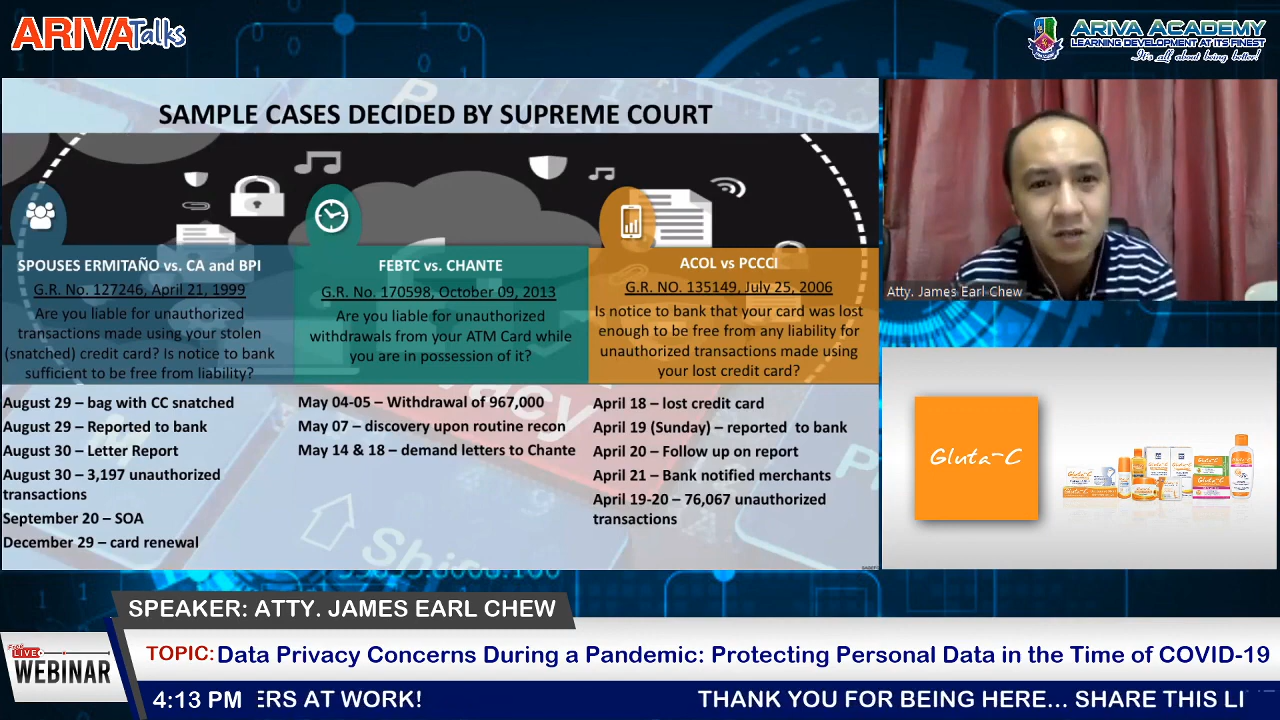 ARIVA Talks
ARIVA ACADEMY
LEARNING DEVELOPMENT AT ITS FINEST
It's all about being better!
SAMPLE CASES DECIDED BY SUPREME COURT
SPOUSES ERMITAÑO vs. CA and BPI
G.R. No. 127246, April 21, 1999
Are you liable for unauthorized
transactions made using your stolen
(snatched) credit card? Is notice to bank
sufficient to be free from liability?
August 29 – bag with CC snatched
August 29 – Reported to bank
August 30 – Letter Report
August 30 – 3,197 unauthorized
transactions
September 20 – SOA
December 29 – card renewal
FEBTC vs. CHANTE
G.R. No. 170598, October 09, 2013
Are you liable for unauthorized
withdrawals from your ATM Card while
you are in possession of it?
May 04-05 – Withdrawal of 967,000
May 07 – discovery upon routine recon
May 14 & 18 – demand letters to Chante
ACOL vs PCCCI
G.R. NO. 135149, July 25, 2006
Is notice to bank that your card was lost
enough to be free from any liability for
unauthorized transactions made using
your lost credit card?
April 18 – lost credit card
April 19 (Sunday) – reported to bank
April 20 – Follow up on report
April 21 – Bank notified merchants
April 19-20 – 76,067 unauthorized
transactions
Shif
Atty. James Earl Chew
Gluta-C
SPEAKER: ATTY. JAMES EARL CHEW
Free LIVE
WEBINAR
TOPIC: Data Privacy Concerns During a Pandemic: Protecting Personal Data in the Time of COVID-19
4:13 PM ERS AT WORK! THANK YOU FOR BEING HERE... SHARE THIS LI